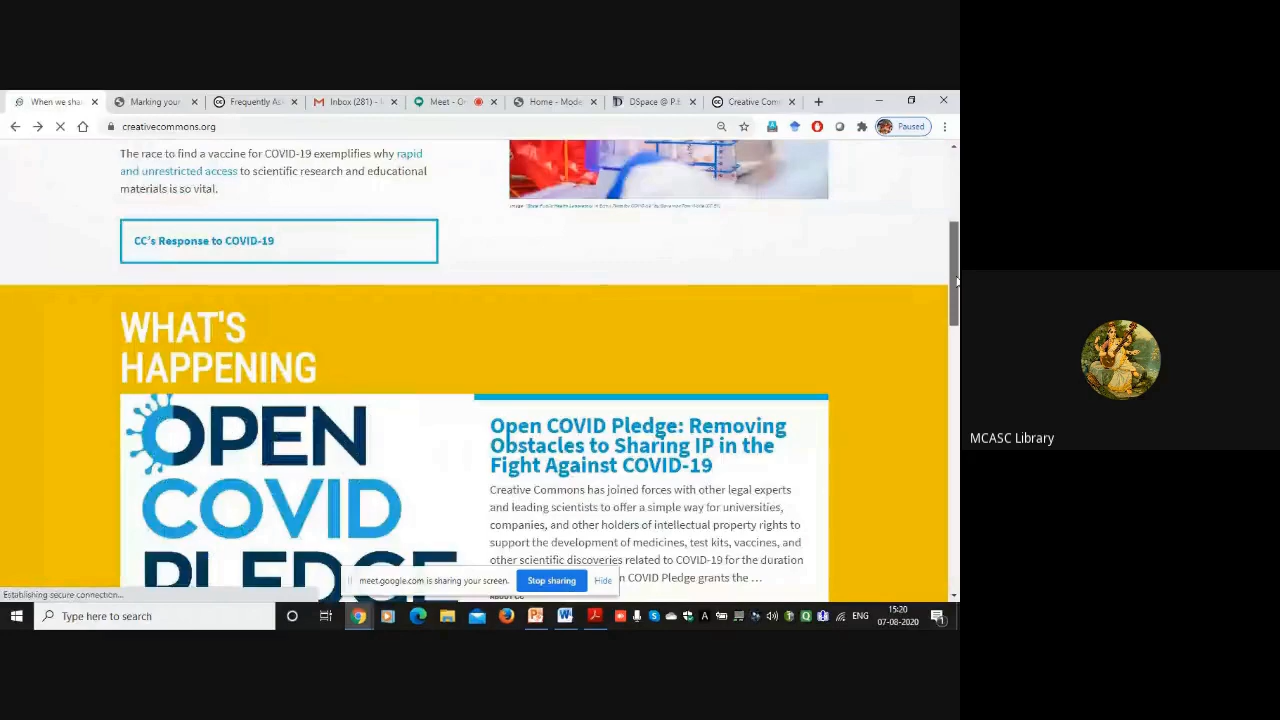 When we sha
Marking your
Frequently As
Inbox (281) -
Meet - O
Home - Mode
DSpace @ P.E
Creative Com
creativecommons.org
Paused
The race to find a vaccine for COVID-19 exemplifies why rapid
and unrestricted access to scientific research and educational
materials is so vital.
CC's Response to COVID-19
WHAT'S
HAPPENING
OPEN
COVID
PLEDGE
Open COVID Pledge: Removing
Obstacles to Sharing IP in the
Fight Against COVID-19
Creative Commons has joined forces with other legal experts
and leading scientists to offer a simple way for universities,
companies, and other holders of intellectual property rights to
support the development of medicines, test kits, vaccines, and
other scientific discoveries related to COVID-19 for the duration
n COVID Pledge grants the …
meet.google.com is sharing your screen.
Stop sharing
Hide
Establishing secure connection...
Type here to search
ENG
15:20
07-08-2020
MCASC Library